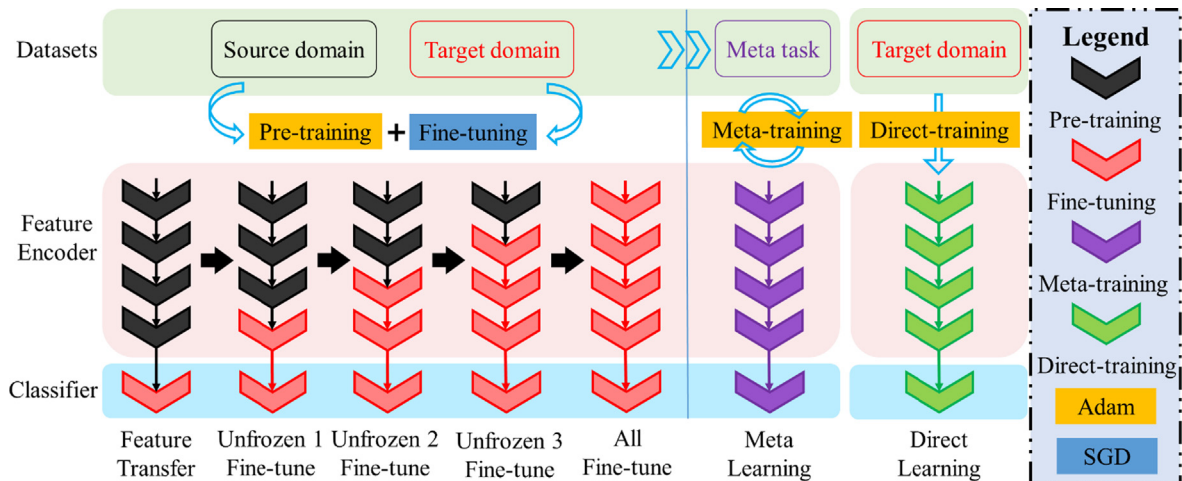 Datasets
Source domain
Target domain
Meta task
Target domain
Pre-training
+
Fine-tuning
Meta-training
Direct-training
Feature
Encoder
Classifier
Feature
Transfer
Unfrozen 1
Fine-tune
Unfrozen 2
Fine-tune
Unfrozen 3
Fine-tune
All
Fine-tune
Meta
Learning
Direct
Learning
Legend
Pre-training
Fine-tuning
Meta-training
Direct-training
Adam
SGD